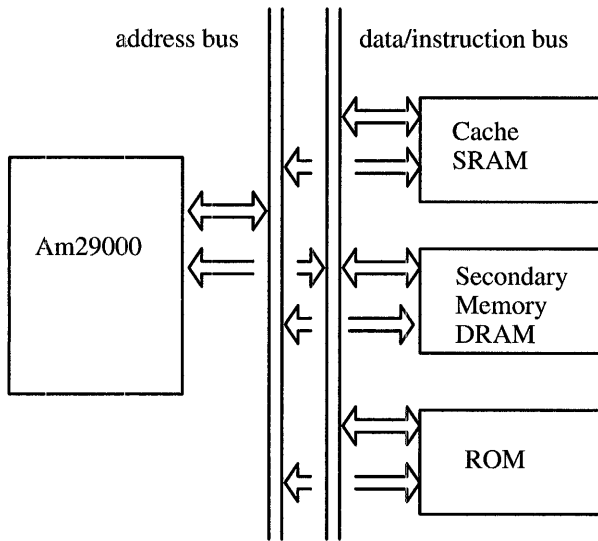 address bus
data/instruction bus
Cache
SRAM
Am29000
Secondary
Memory
DRAM
ROM